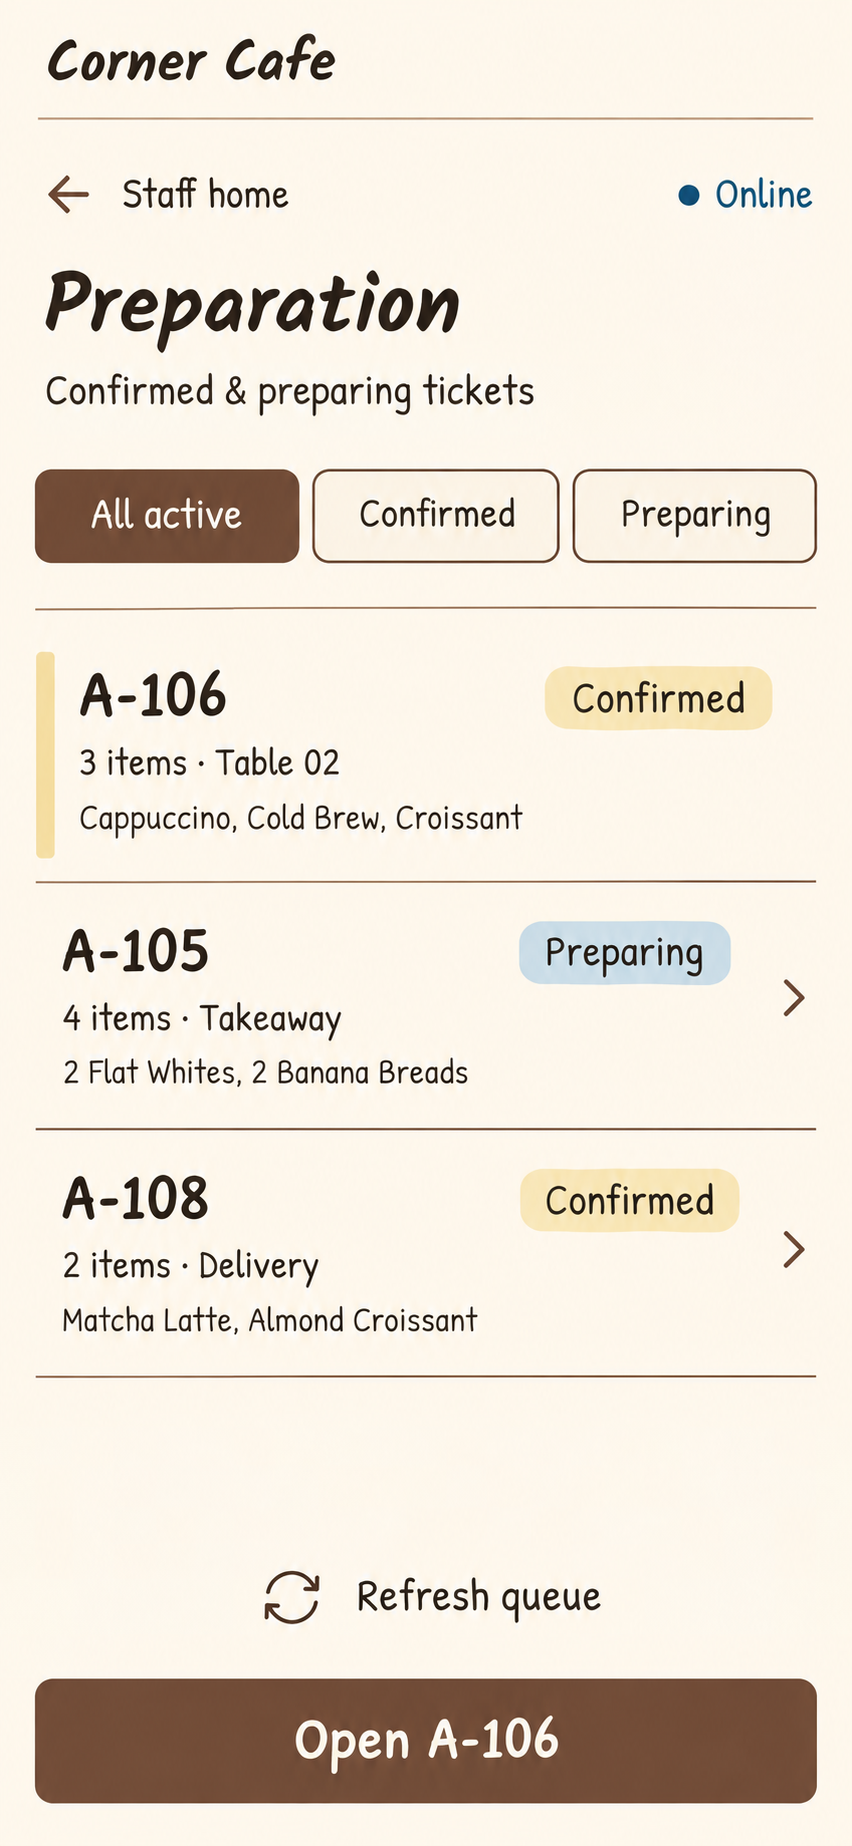 Corner Cafe
Staff home
Online
Preparation
Confirmed & preparing tickets
All active
Confirmed
Preparing
A-106
Confirmed
3 items · Table 02
Cappuccino, Cold Brew, Croissant
A-105
Preparing
4 items · Takeaway
2 Flat Whites, 2 Banana Breads
A-108
Confirmed
2 items · Delivery
Matcha Latte, Almond Croissant
Refresh queue
Open A-106